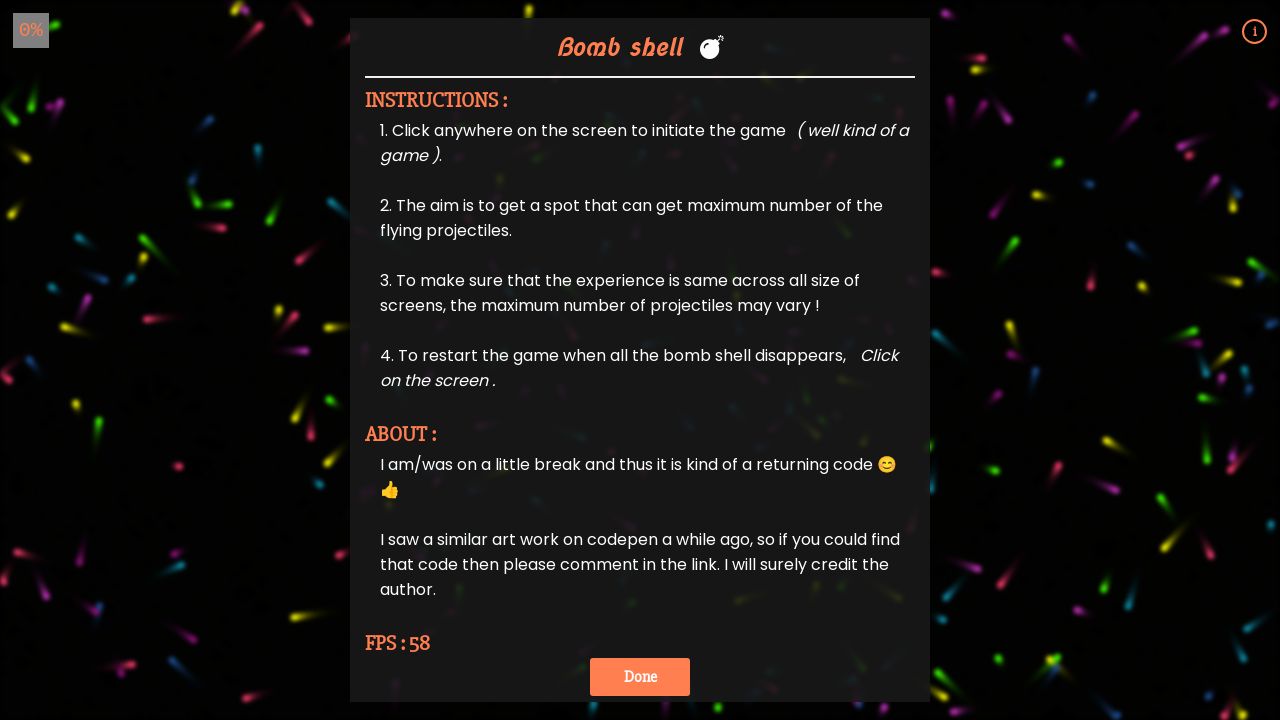 0%
i
Bomb shell 💣
INSTRUCTIONS :
1. Click anywhere on the screen to initiate the game ( well kind of a
game ).
2. The aim is to get a spot that can get maximum number of the
flying projectiles.
3. To make sure that the experience is same across all size of
screens, the maximum number of projectiles may vary !
4. To restart the game when all the bomb shell disappears, Click
on the screen .
ABOUT :
I am/was on a little break and thus it is kind of a returning code 😊
👍
I saw a similar art work on codepen a while ago, so if you could find
that code then please comment in the link. I will surely credit the
author.
FPS : 58
Done